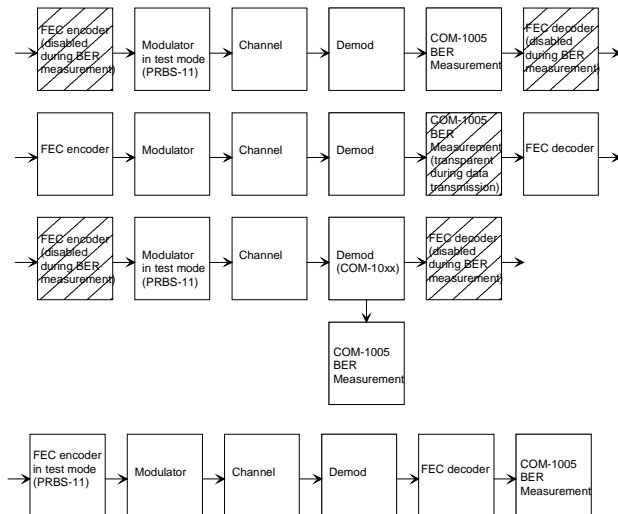 FEC encoder
(disabled
during BER
measurement)
Modulator
in test mode
(PRBS-11)
Channel
Demod
COM-1005
BER
Measurement
FEC decoder
(disabled
during BER
measurement)
FEC encoder
Modulator
Channel
Demod
COM-1005
BER
Measurement
(transparent
during data
transmission)
FEC decoder
FEC encoder
(disabled
during BER
measurement)
Modulator
in test mode
(PRBS-11)
Channel
Demod
(COM-10xx)
FEC decoder
(disabled
during BER
measurement)
COM-1005
BER
Measurement
FEC encoder
in test mode
(PRBS-11)
Modulator
Channel
Demod
FEC decoder
COM-1005
BER
Measurement